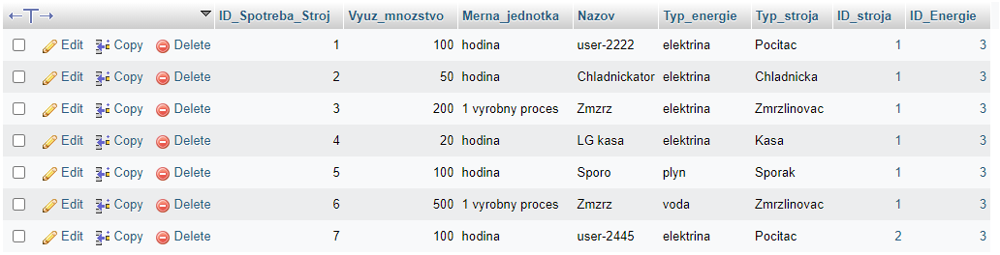 ID_Spotreba_Stroj Vyuz_mnozstvo Merna_jednotka Nazov Typ_energie Typ_stroja ID_stroja ID_Energie
Edit Copy Delete 1 100 hodina user-2222 elektrina Pocitac 1 3
Edit Copy Delete 2 50 hodina Chladnickator elektrina Chladnicka 1 3
Edit Copy Delete 3 200 1 vyrobny proces Zmzrz elektrina Zmrzlinovac 1 3
Edit Copy Delete 4 20 hodina LG kasa elektrina Kasa 1 3
Edit Copy Delete 5 100 hodina Sporo plyn Sporak 1 3
Edit Copy Delete 6 500 1 vyrobny proces Zmzrz voda Zmrzlinovac 1 3
Edit Copy Delete 7 100 hodina user-2445 elektrina Pocitac 2 3